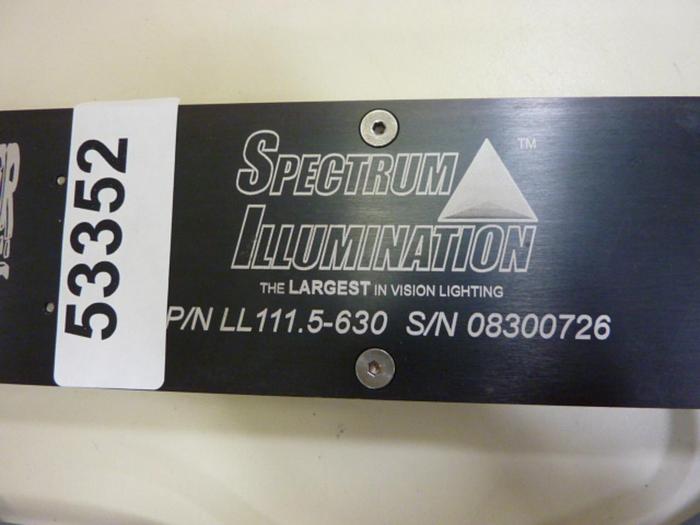 53352
SPECTRUM
ILLUMINATION
TM
THE LARGEST IN VISION LIGHTING
P/N LL111.5-630 S/N 08300726